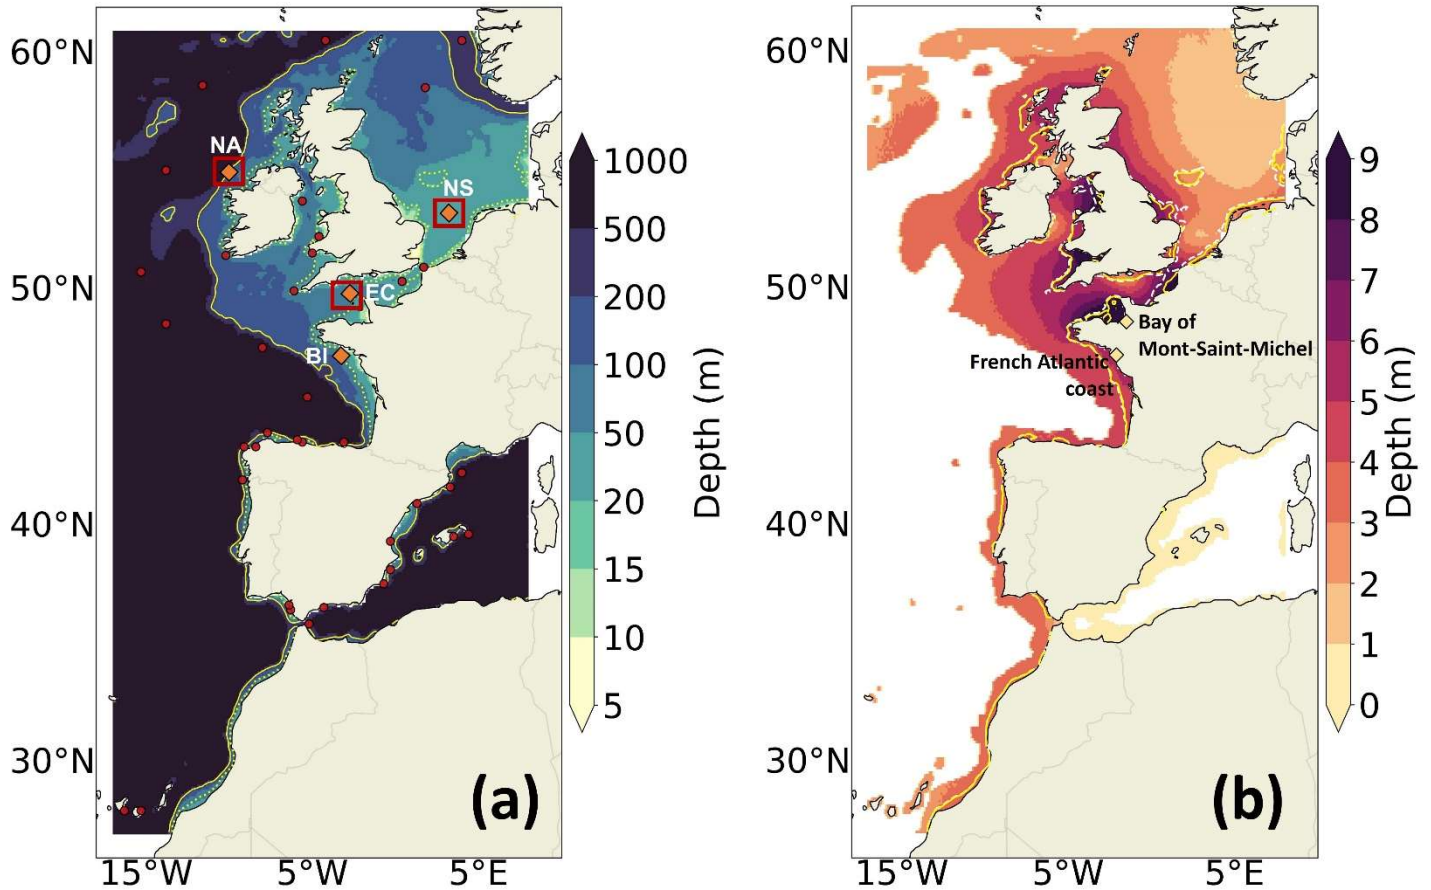 60°N
50°N
40°N
30°N
15°W
5°W
5°E
NA
NS
EC
BI
(a)
1000
500
200
100
50
20
15
10
5
Depth (m)
60°N
50°N
40°N
30°N
15°W
5°W
5°E
Bay of
Mont-Saint-Michel
French Atlantic
coast
(b)
9
8
7
6
5
4
3
2
1
0
Depth (m)